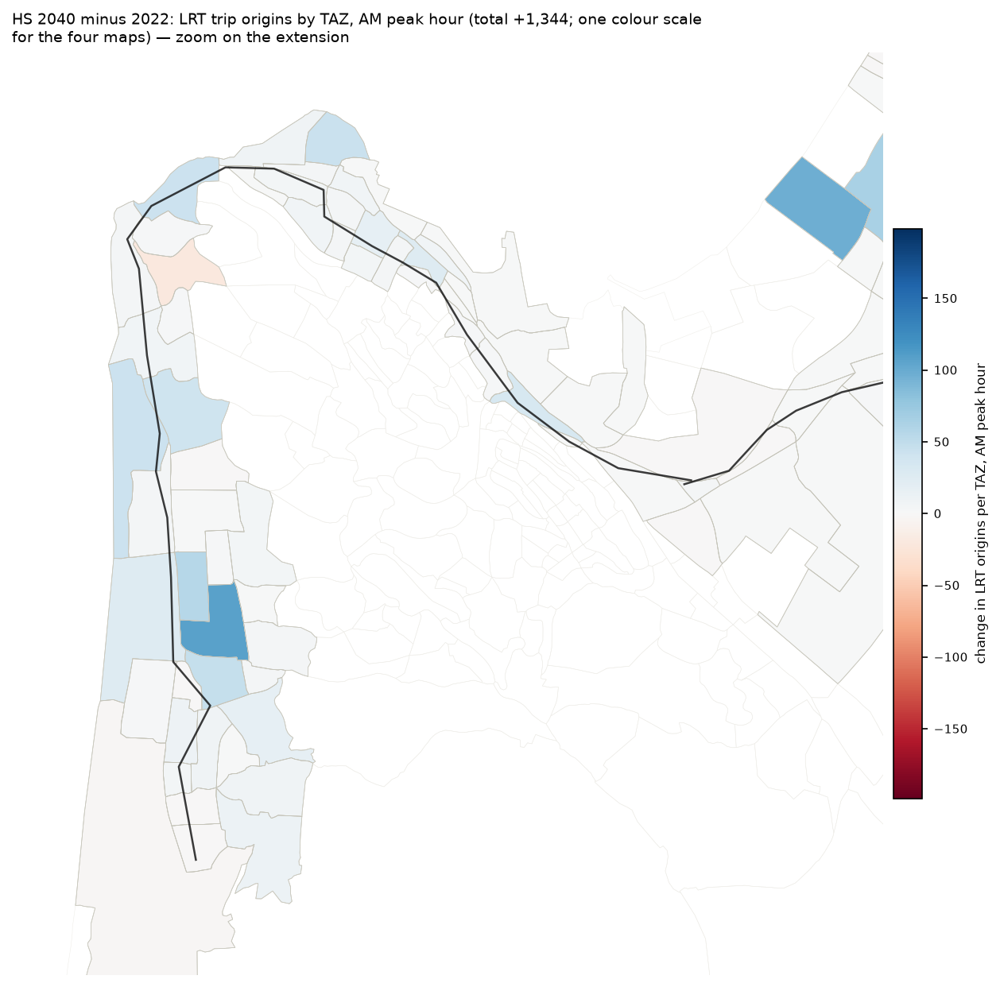 HS 2040 minus 2022: LRT trip origins by TAZ, AM peak hour (total +1,344; one colour scale
for the four maps) — zoom on the extension
150
100
50
0
−50
−100
−150
change in LRT origins per TAZ, AM peak hour